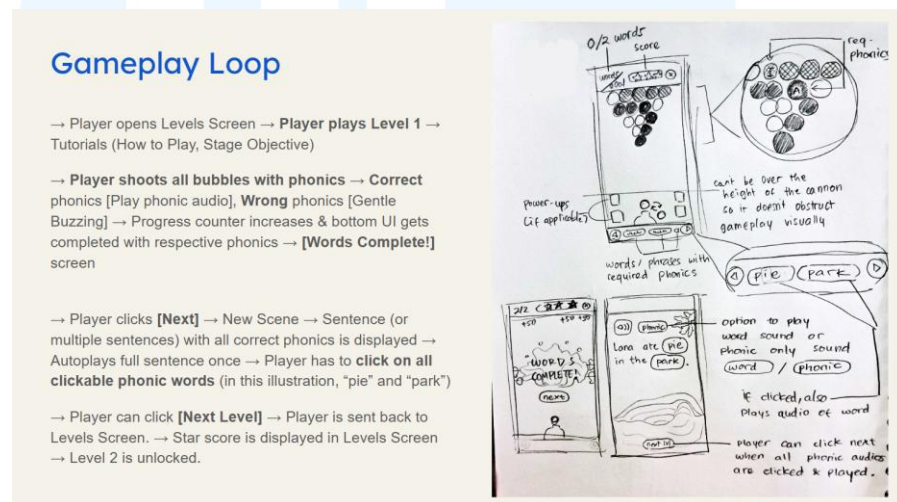 Gameplay Loop
→ Player opens Levels Screen → Player plays Level 1 →
Tutorials (How to Play, Stage Objective)
→ Player shoots all bubbles with phonics → Correct
phonics [Play phonic audio], Wrong phonics [Gentle
Buzzing] → Progress counter increases & bottom UI gets
completed with respective phonics → [Words Complete!]
screen
→ Player clicks [Next] → New Scene → Sentence (or
multiple sentences) with all correct phonics is displayed →
Autoplays full sentence once → Player has to click on all
clickable phonic words (in this illustration, “pie” and “park”)
→ Player can click [Next Level] → Player is sent back to
Levels Screen. → Star score is displayed in Levels Screen
→ Level 2 is unlocked.
0/2 words
score
req.
phonics
can't be over the
height of the cannon
so it doesnt obstruct
gameplay visually
Power-ups
(if applicable)
words/phrases with
required phonics
pie park
2/2
+50 +50 +50
WORDS
COMPLETE!
next
phonic
Lana ate pie
in the park.
next lvl
option to play
word sound or
phonic only sound
word / phonic
if clicked, also
plays audio of word
player can click next
when all phonic audios
are clicked & played.